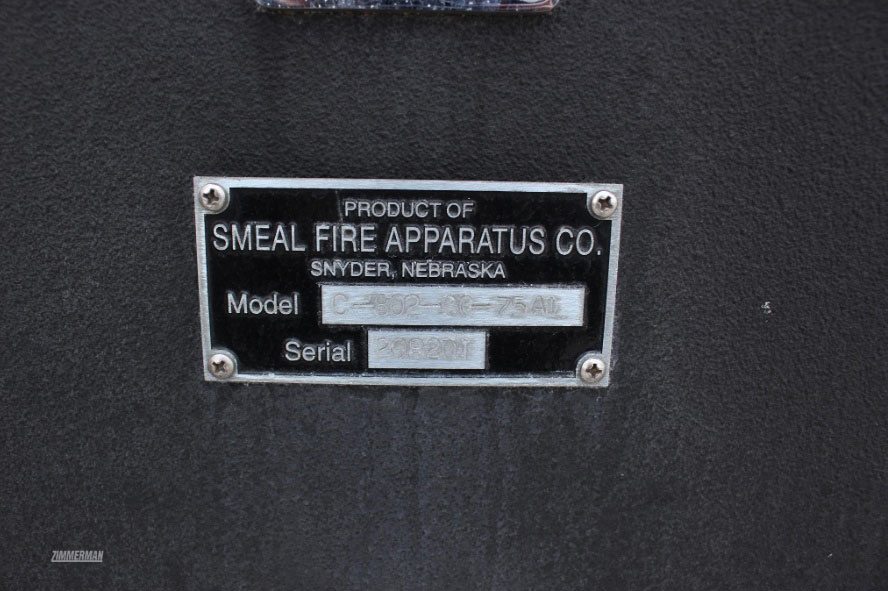 PRODUCT OF
SMEAL FIRE APPARATUS CO.
SNYDER, NEBRASKA
Model
Serial
ZIMMERMAN